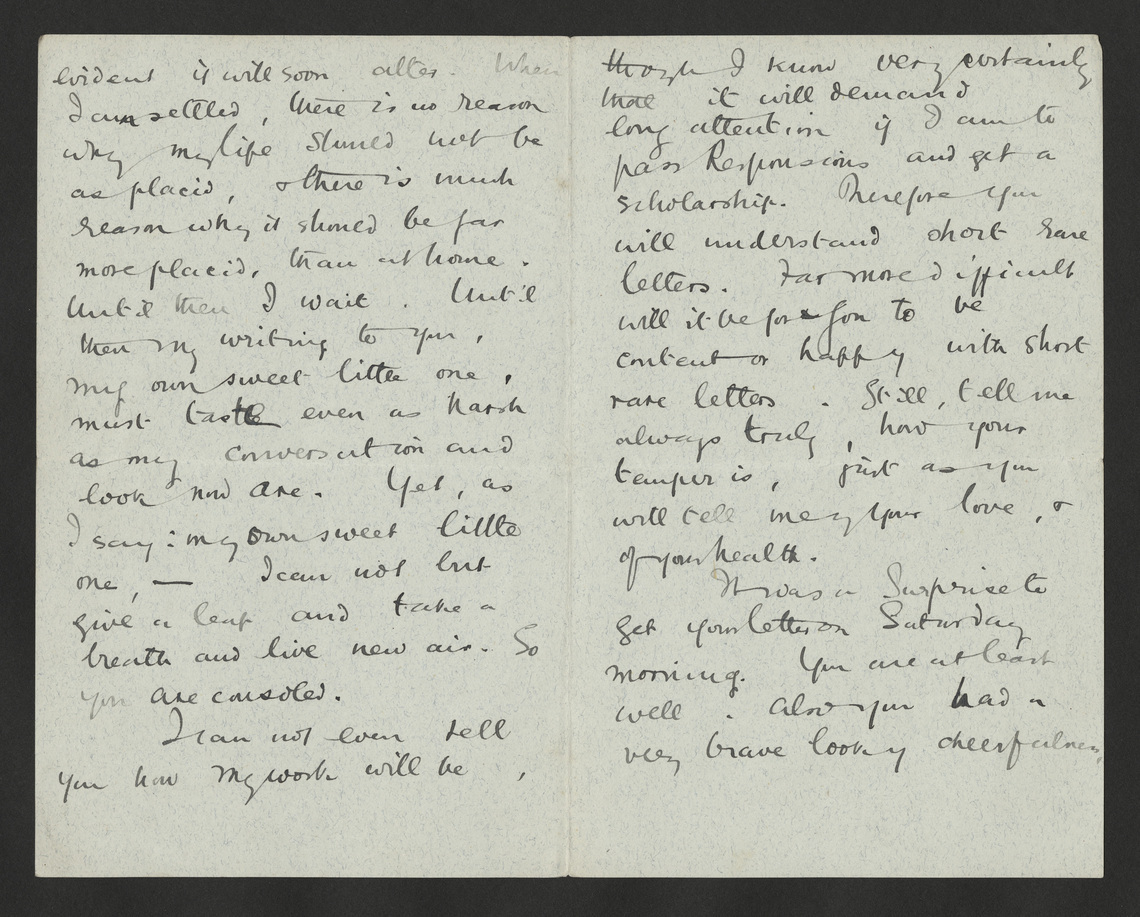 evident it will soon alter. When
I am settled, there is no reason
why my life should not be
as placid, & there is much
reason why it should be far
more placid, than at home.
Until then I wait. Until
then my writing to you,
my own sweet little one,
must taste even as harsh
as my conversation and
look now are. Yet, as
I say: my own sweet little
one, — I can not but
give a leap and take a
breath and live new air. So
you are consoled.
I can not even tell
you how my work will be,
though I know very certainly
that it will demand
long attention if I am to
pass Responsions and get a
scholarship. Therefore you
will understand short rare
letters. Far more difficult
will it be for you to be
content or happy with short
rare letters. Still, tell me
always truly, how your
temper is, just as you
will tell me of your love, &
of your health.
It was a surprise to
get your letter on Saturday
morning. You are at least
well. Also you had a
very brave look of cheerfulness,